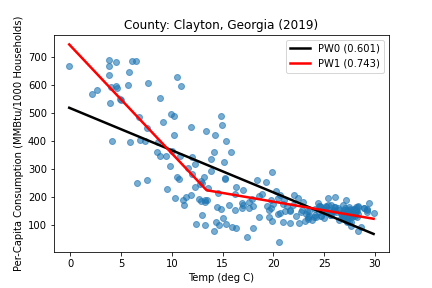 County: Clayton, Georgia (2019)
PW0 (0.601)
PW1 (0.743)
Per-Capita Consumption (MMBtu/1000 Households)
700
600
500
400
300
200
100
0
5
10
15
20
25
30
Temp (deg C)